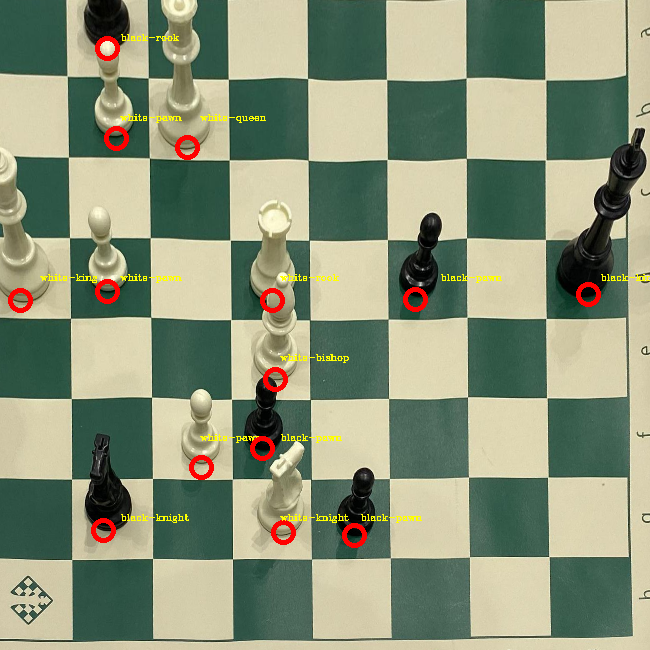 a
black-rook
b
white-pawn
white-queen
c
white-king
white-pawn
white-rook
black-pawn
e
white-bishop
f
white-pawn
black-pawn
g
black-knight
white-knight
black-pawn
h